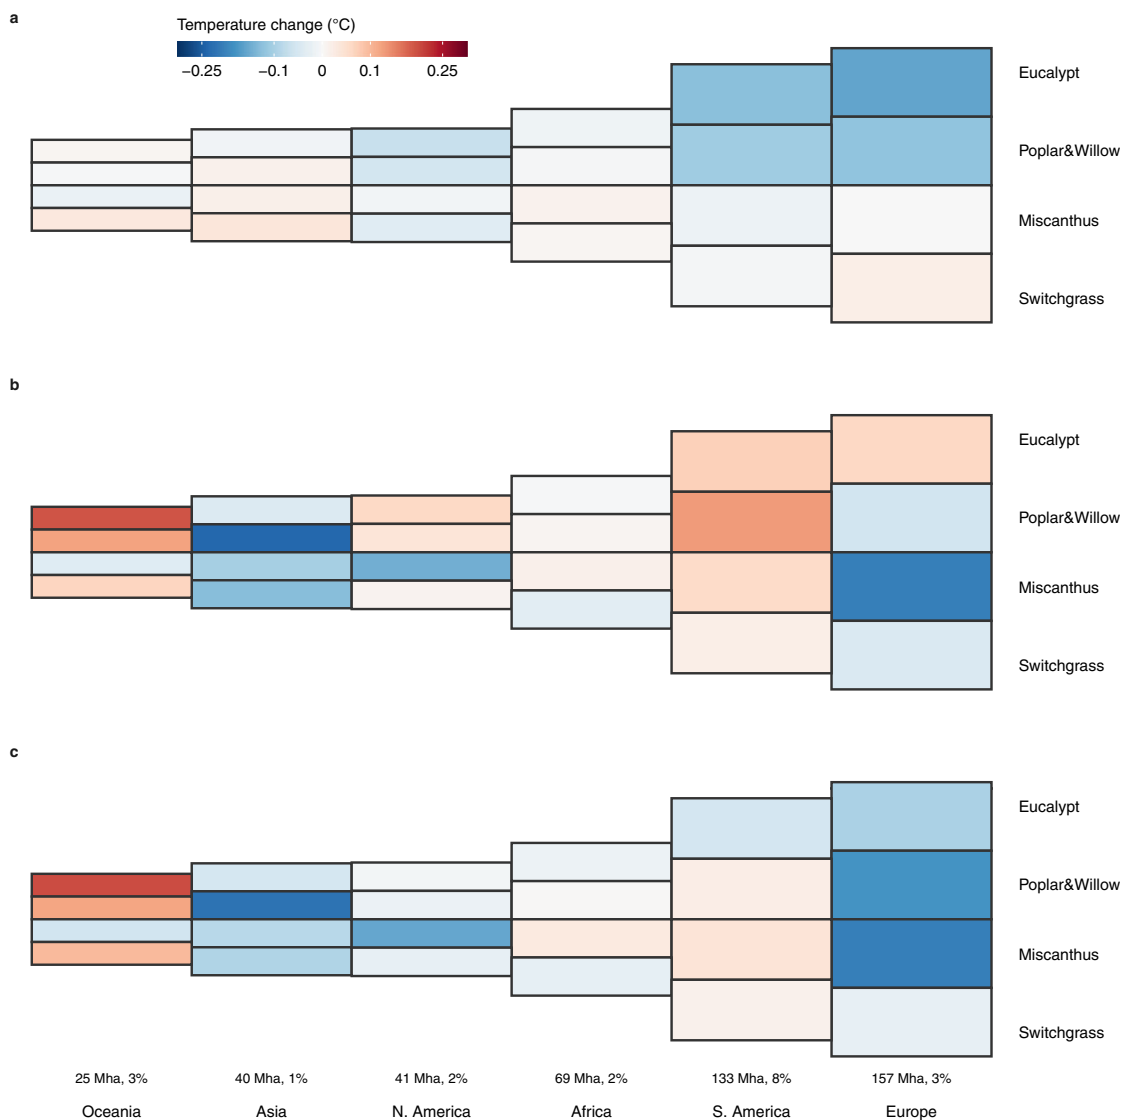 a
Temperature change (°C)
−0.25 −0.1 0 0.1 0.25
Eucalypt
Poplar&Willow
Miscanthus
Switchgrass
b
Eucalypt
Poplar&Willow
Miscanthus
Switchgrass
c
Eucalypt
Poplar&Willow
Miscanthus
Switchgrass
25 Mha, 3% 40 Mha, 1% 41 Mha, 2% 69 Mha, 2% 133 Mha, 8% 157 Mha, 3%
Oceania Asia N. America Africa S. America Europe